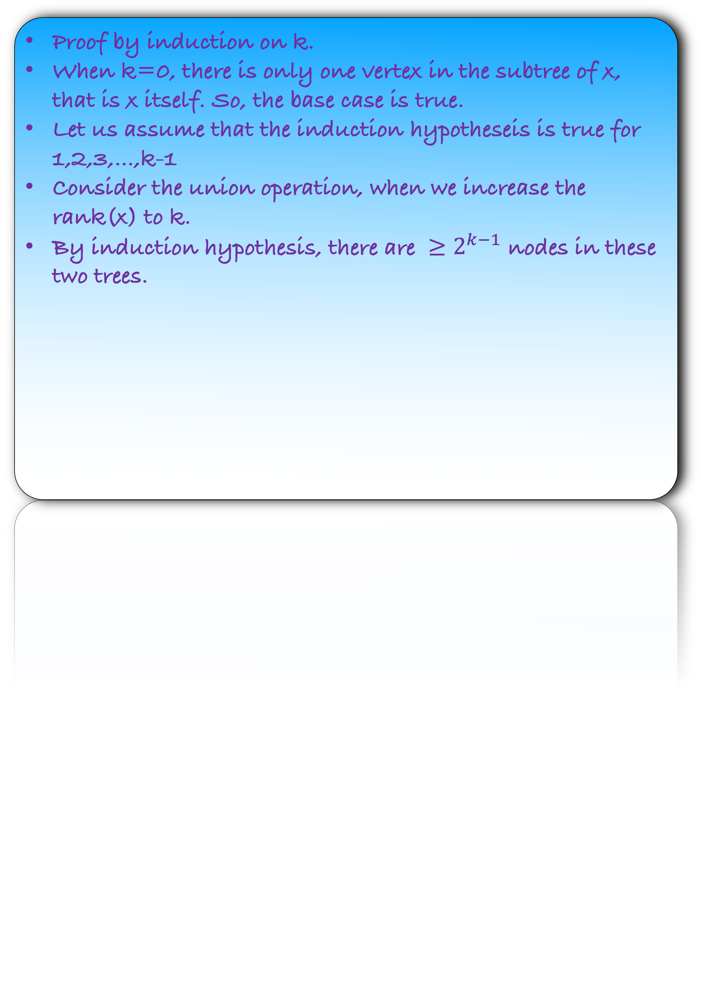 • Proof by induction on k.
• When k=0, there is only one vertex in the subtree of x,
that is x itself. So, the base case is true.
• Let us assume that the induction hypotheseis is true for
1,2,3,...,k-1
• Consider the union operation, when we increase the
rank(x) to k.
• By induction hypothesis, there are ≥ 2^{k−1} nodes in these
two trees.